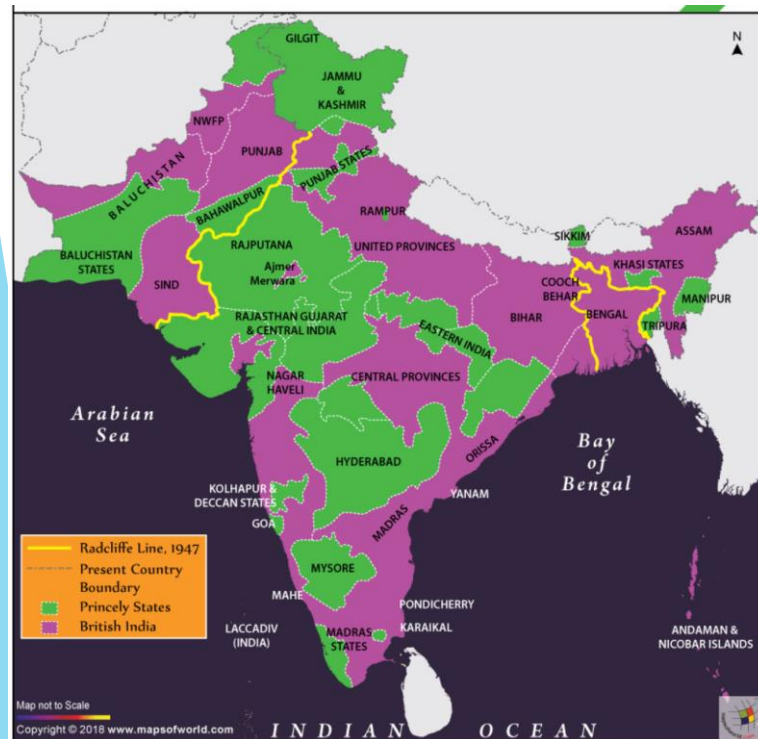 GILGIT
N
JAMMU
&
KASHMIR
NWFP
PUNJAB
BALUCHISTAN
PUNJAB STATES
BAHAWALPUR
RAMPUR
SIKKIM
ASSAM
BALUCHISTAN
STATES
RAJPUTANA
UNITED PROVINCES
KHASI STATES
SIND
Ajmer
Merwara
COOCH
BEHAR
MANIPUR
RAJASTHAN GUJARAT
& CENTRAL INDIA
BIHAR
BENGAL
TRIPURA
EASTERN INDIA
NAGAR
HAVELI
CENTRAL PROVINCES
Arabian
Sea
ORISSA
Bay
of
Bengal
HYDERABAD
KOLHAPUR &
DECCAN STATES
YANAM
GOA
MADRAS
Radcliffe Line, 1947
Present Country
Boundary
Princely States
British India
MYSORE
MAHE
PONDICHERRY
LACCADIV
(INDIA)
MADRAS
STATES
KARAIKAL
ANDAMAN &
NICOBAR ISLANDS
Map not to Scale
Copyright © 2018 www.mapsofworld.com
INDIAN OCEAN